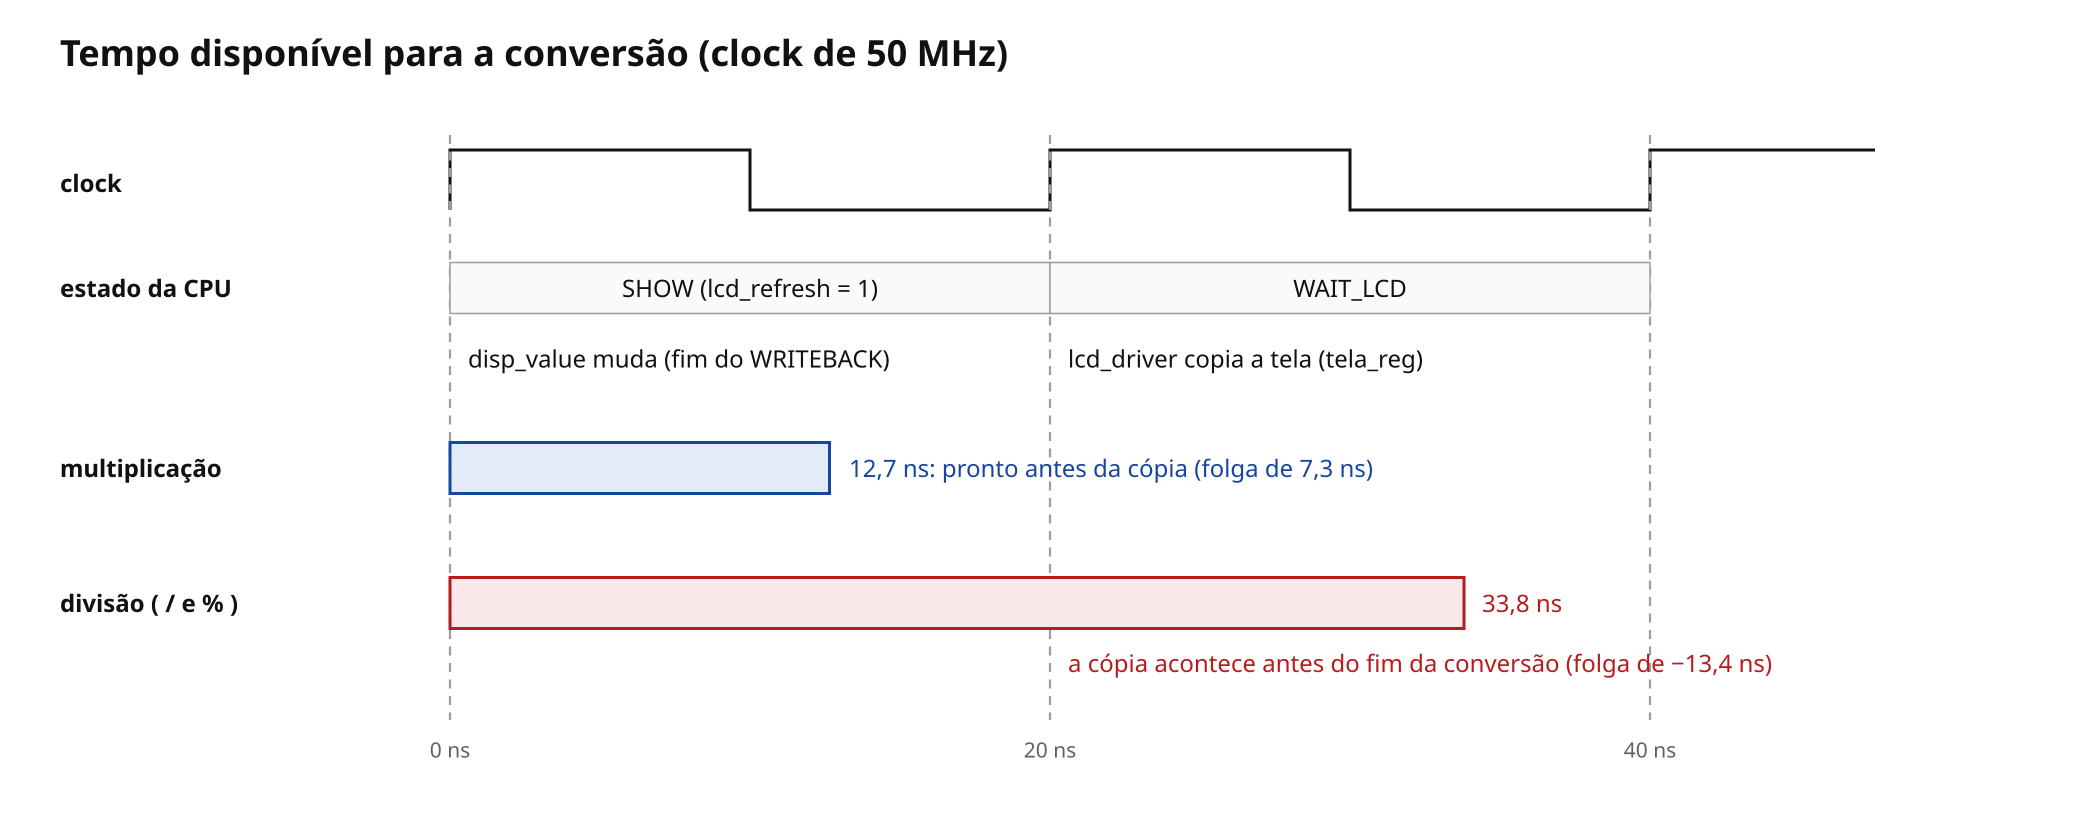 Tempo disponível para a conversão (clock de 50 MHz)
clock
estado da CPU
SHOW (lcd_refresh = 1)
WAIT_LCD
disp_value muda (fim do WRITEBACK)
lcd_driver copia a tela (tela_reg)
multiplicação
12,7 ns: pronto antes da cópia (folga de 7,3 ns)
divisão ( / e % )
33,8 ns
a cópia acontece antes do fim da conversão (folga de −13,4 ns)
0 ns
20 ns
40 ns